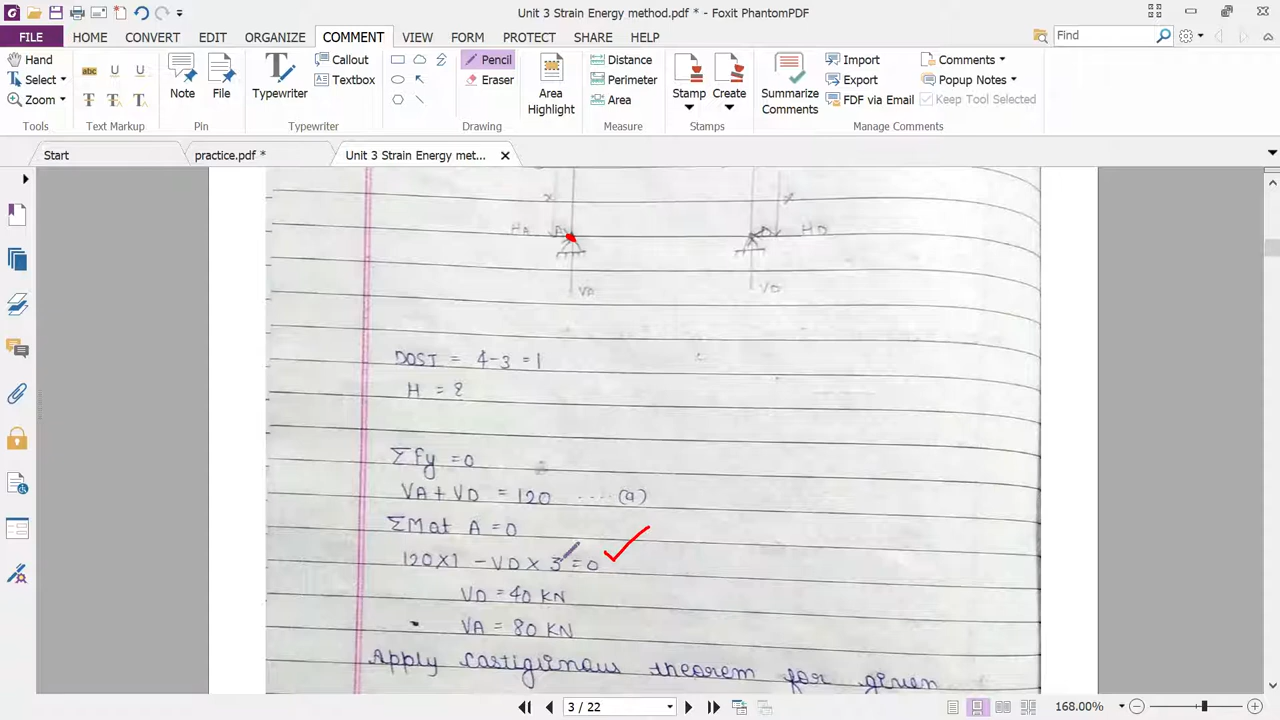 Unit 3 Strain Energy method.pdf * - Foxit PhantomPDF
FILE HOME CONVERT EDIT ORGANIZE COMMENT VIEW FORM PROTECT SHARE HELP Find
Hand Select Zoom Tools
abc U U T T T Text Markup
Note File Pin
Typewriter Callout Textbox Typewriter
Pencil Eraser Area Highlight Drawing
Distance Perimeter Area Measure
Stamp Create Stamps
Summarize Comments Import Export FDF via Email Comments Popup Notes Keep Tool Selected Manage Comments
Start practice.pdf * Unit 3 Strain Energy met...
x x
HA A D HD
VA VD
DOSI = 4-3 = 1
H = ?
ΣFy = 0
VA + VD = 120 ....(a)
ΣM at A = 0
120X1 - VD X 3 = 0
VD = 40 KN
VA = 80 KN
Apply castiglianous theorem for given
3 / 22 168.00%